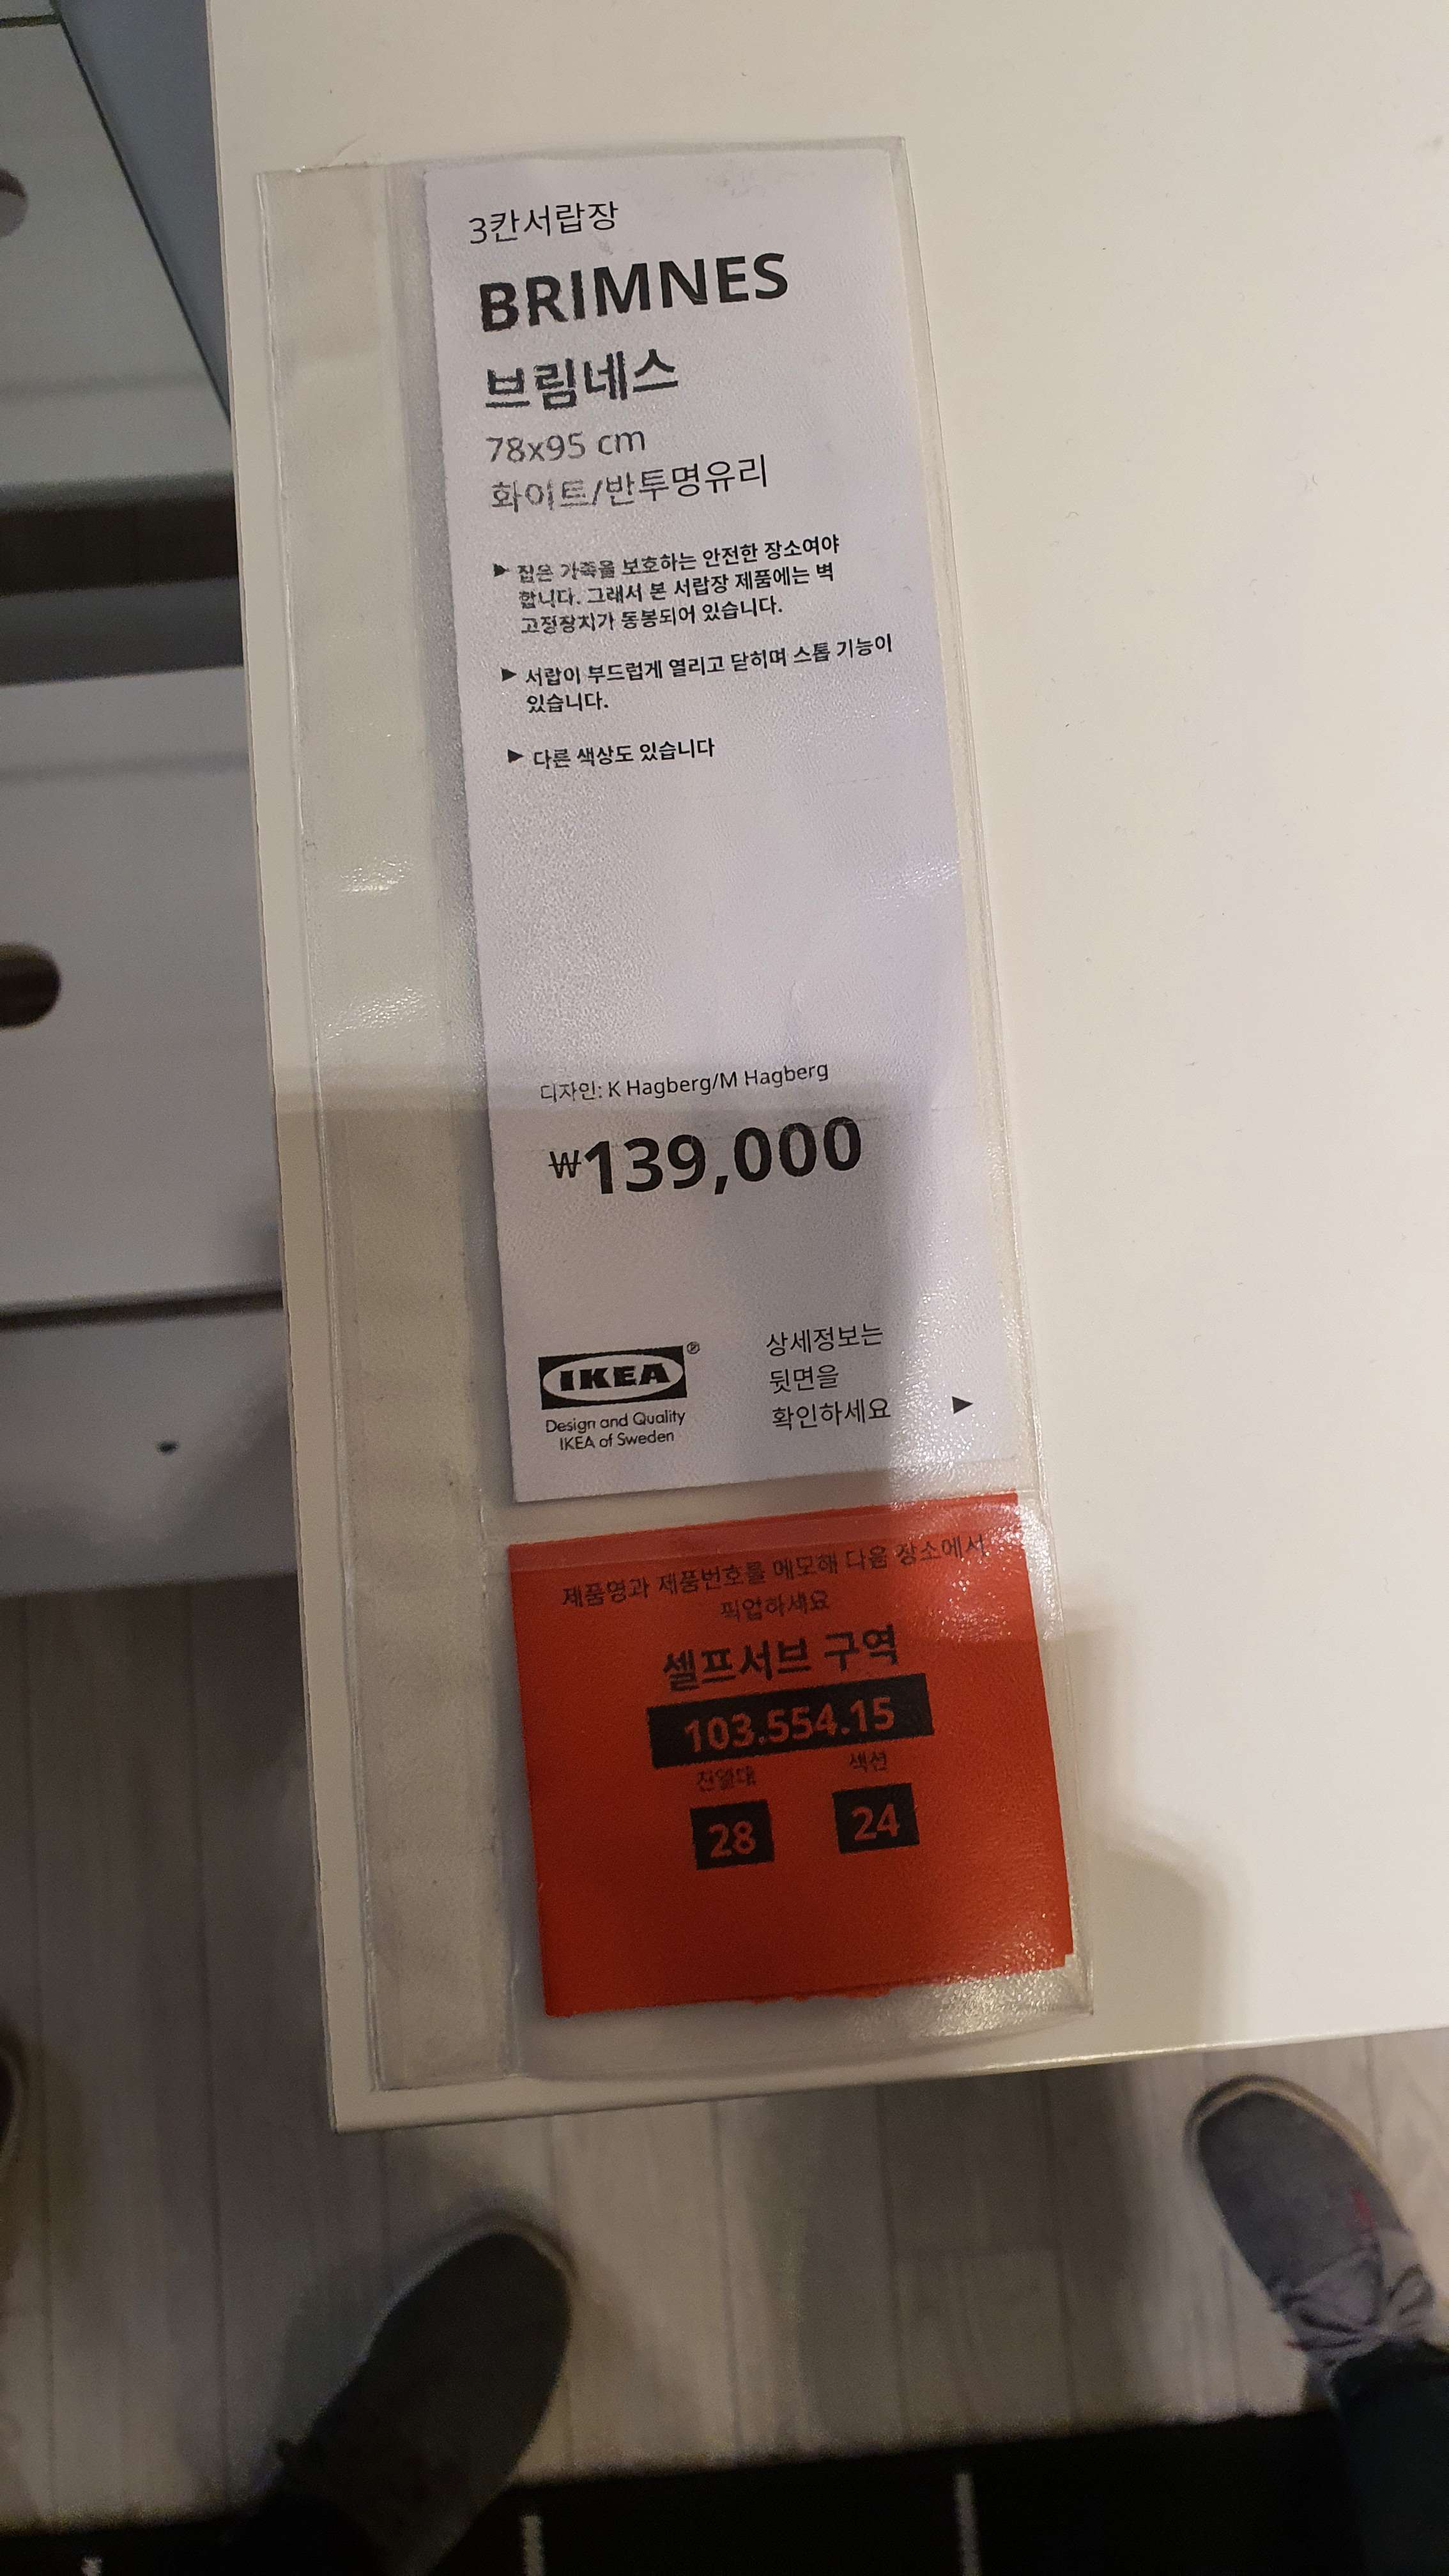 3칸서랍장
BRIMNES
브림네스
78x95 cm
화이트/반투명유리
▶ 집은 가족을 보호하는 안전한 장소여야
합니다. 그래서 본 서랍장 제품에는 벽
고정장치가 동봉되어 있습니다.
▶ 서랍이 부드럽게 열리고 닫히며 스톱 기능이
있습니다.
▶ 다른 색상도 있습니다
디자인: K Hagberg/M Hagberg
₩139,000
IKEA®
Design and Quality
IKEA of Sweden
상세정보는
뒷면을
확인하세요 ▶
제품명과 제품번호를 메모해 다음 장소에서
픽업하세요
셀프서브 구역
103.554.15
진열대 섹션
28 24